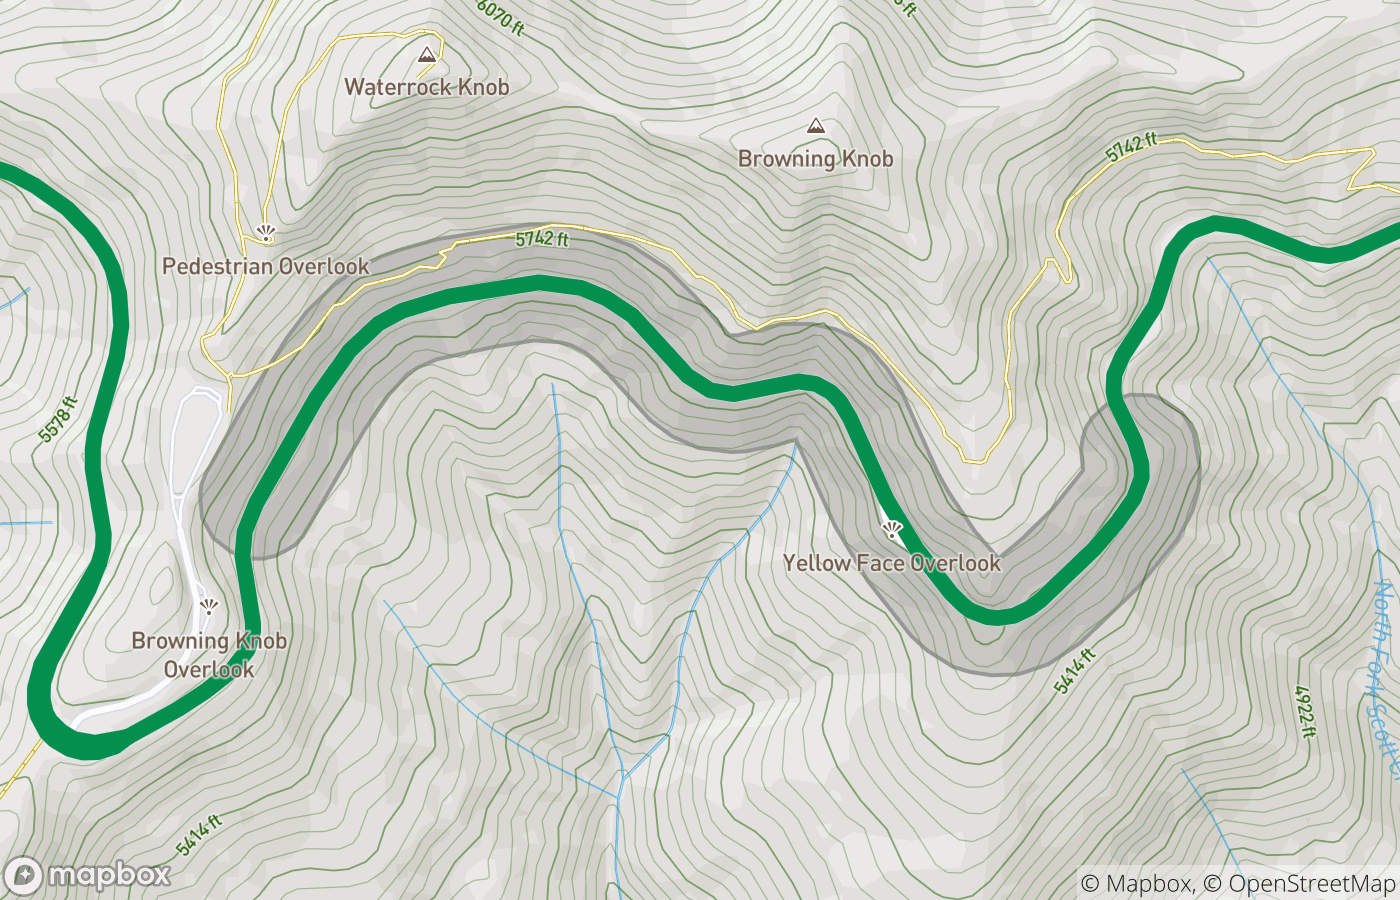 6070 ft
Waterrock Knob
Browning Knob
5742 ft
5742 ft
Pedestrian Overlook
5578 ft
Yellow Face Overlook
Browning Knob
Overlook
5414 ft
4922 ft
North Fork Scott Cr
5414 ft
mapbox
© Mapbox, © OpenStreetMap